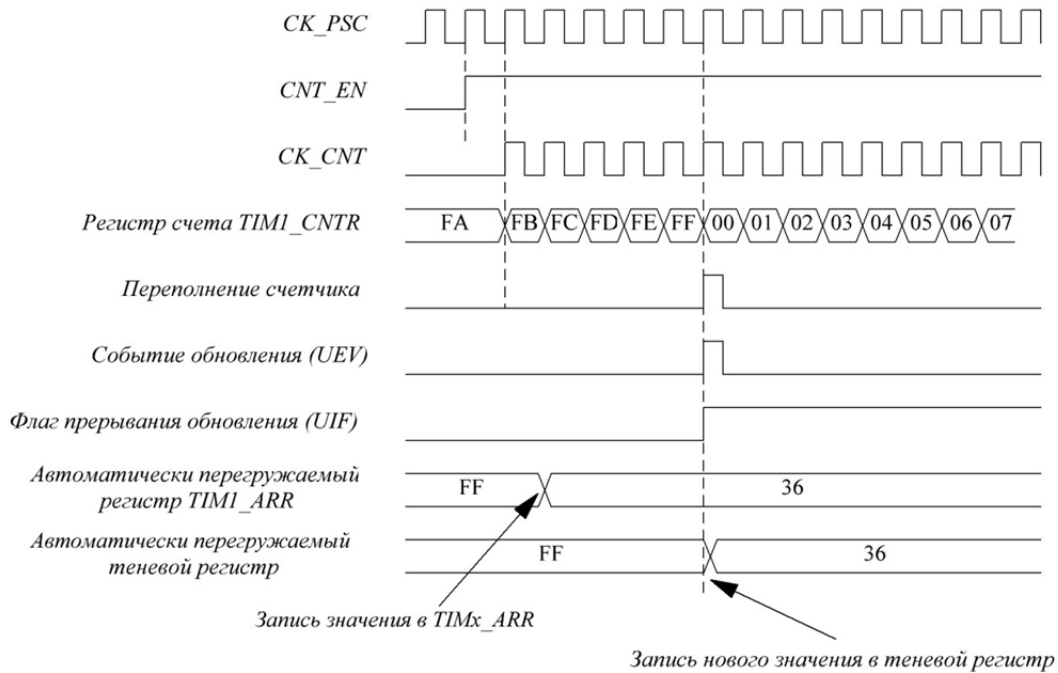 CK_PSC
CNT_EN
CK_CNT
Регистр счета TIM1_CNTR FA FB FC FD FE FF 00 01 02 03 04 05 06 07
Переполнение счетчика
Событие обновления (UEV)
Флаг прерывания обновления (UIF)
Автоматически перегружаемый
регистр TIM1_ARR FF 36
Автоматически перегружаемый
теневой регистр FF 36
Запись значения в TIMx_ARR
Запись нового значения в теневой регистр